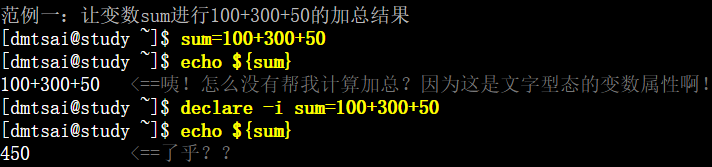 范例一：让变数sum进行100+300+50的加总结果
[dmtsai@study ~]$ sum=100+300+50
[dmtsai@study ~]$ echo ${sum}
100+300+50   <==咦！怎么没有帮我计算加总？因为这是文字型态的变数属性啊！
[dmtsai@study ~]$ declare -i sum=100+300+50
[dmtsai@study ~]$ echo ${sum}
450          <==了乎？？